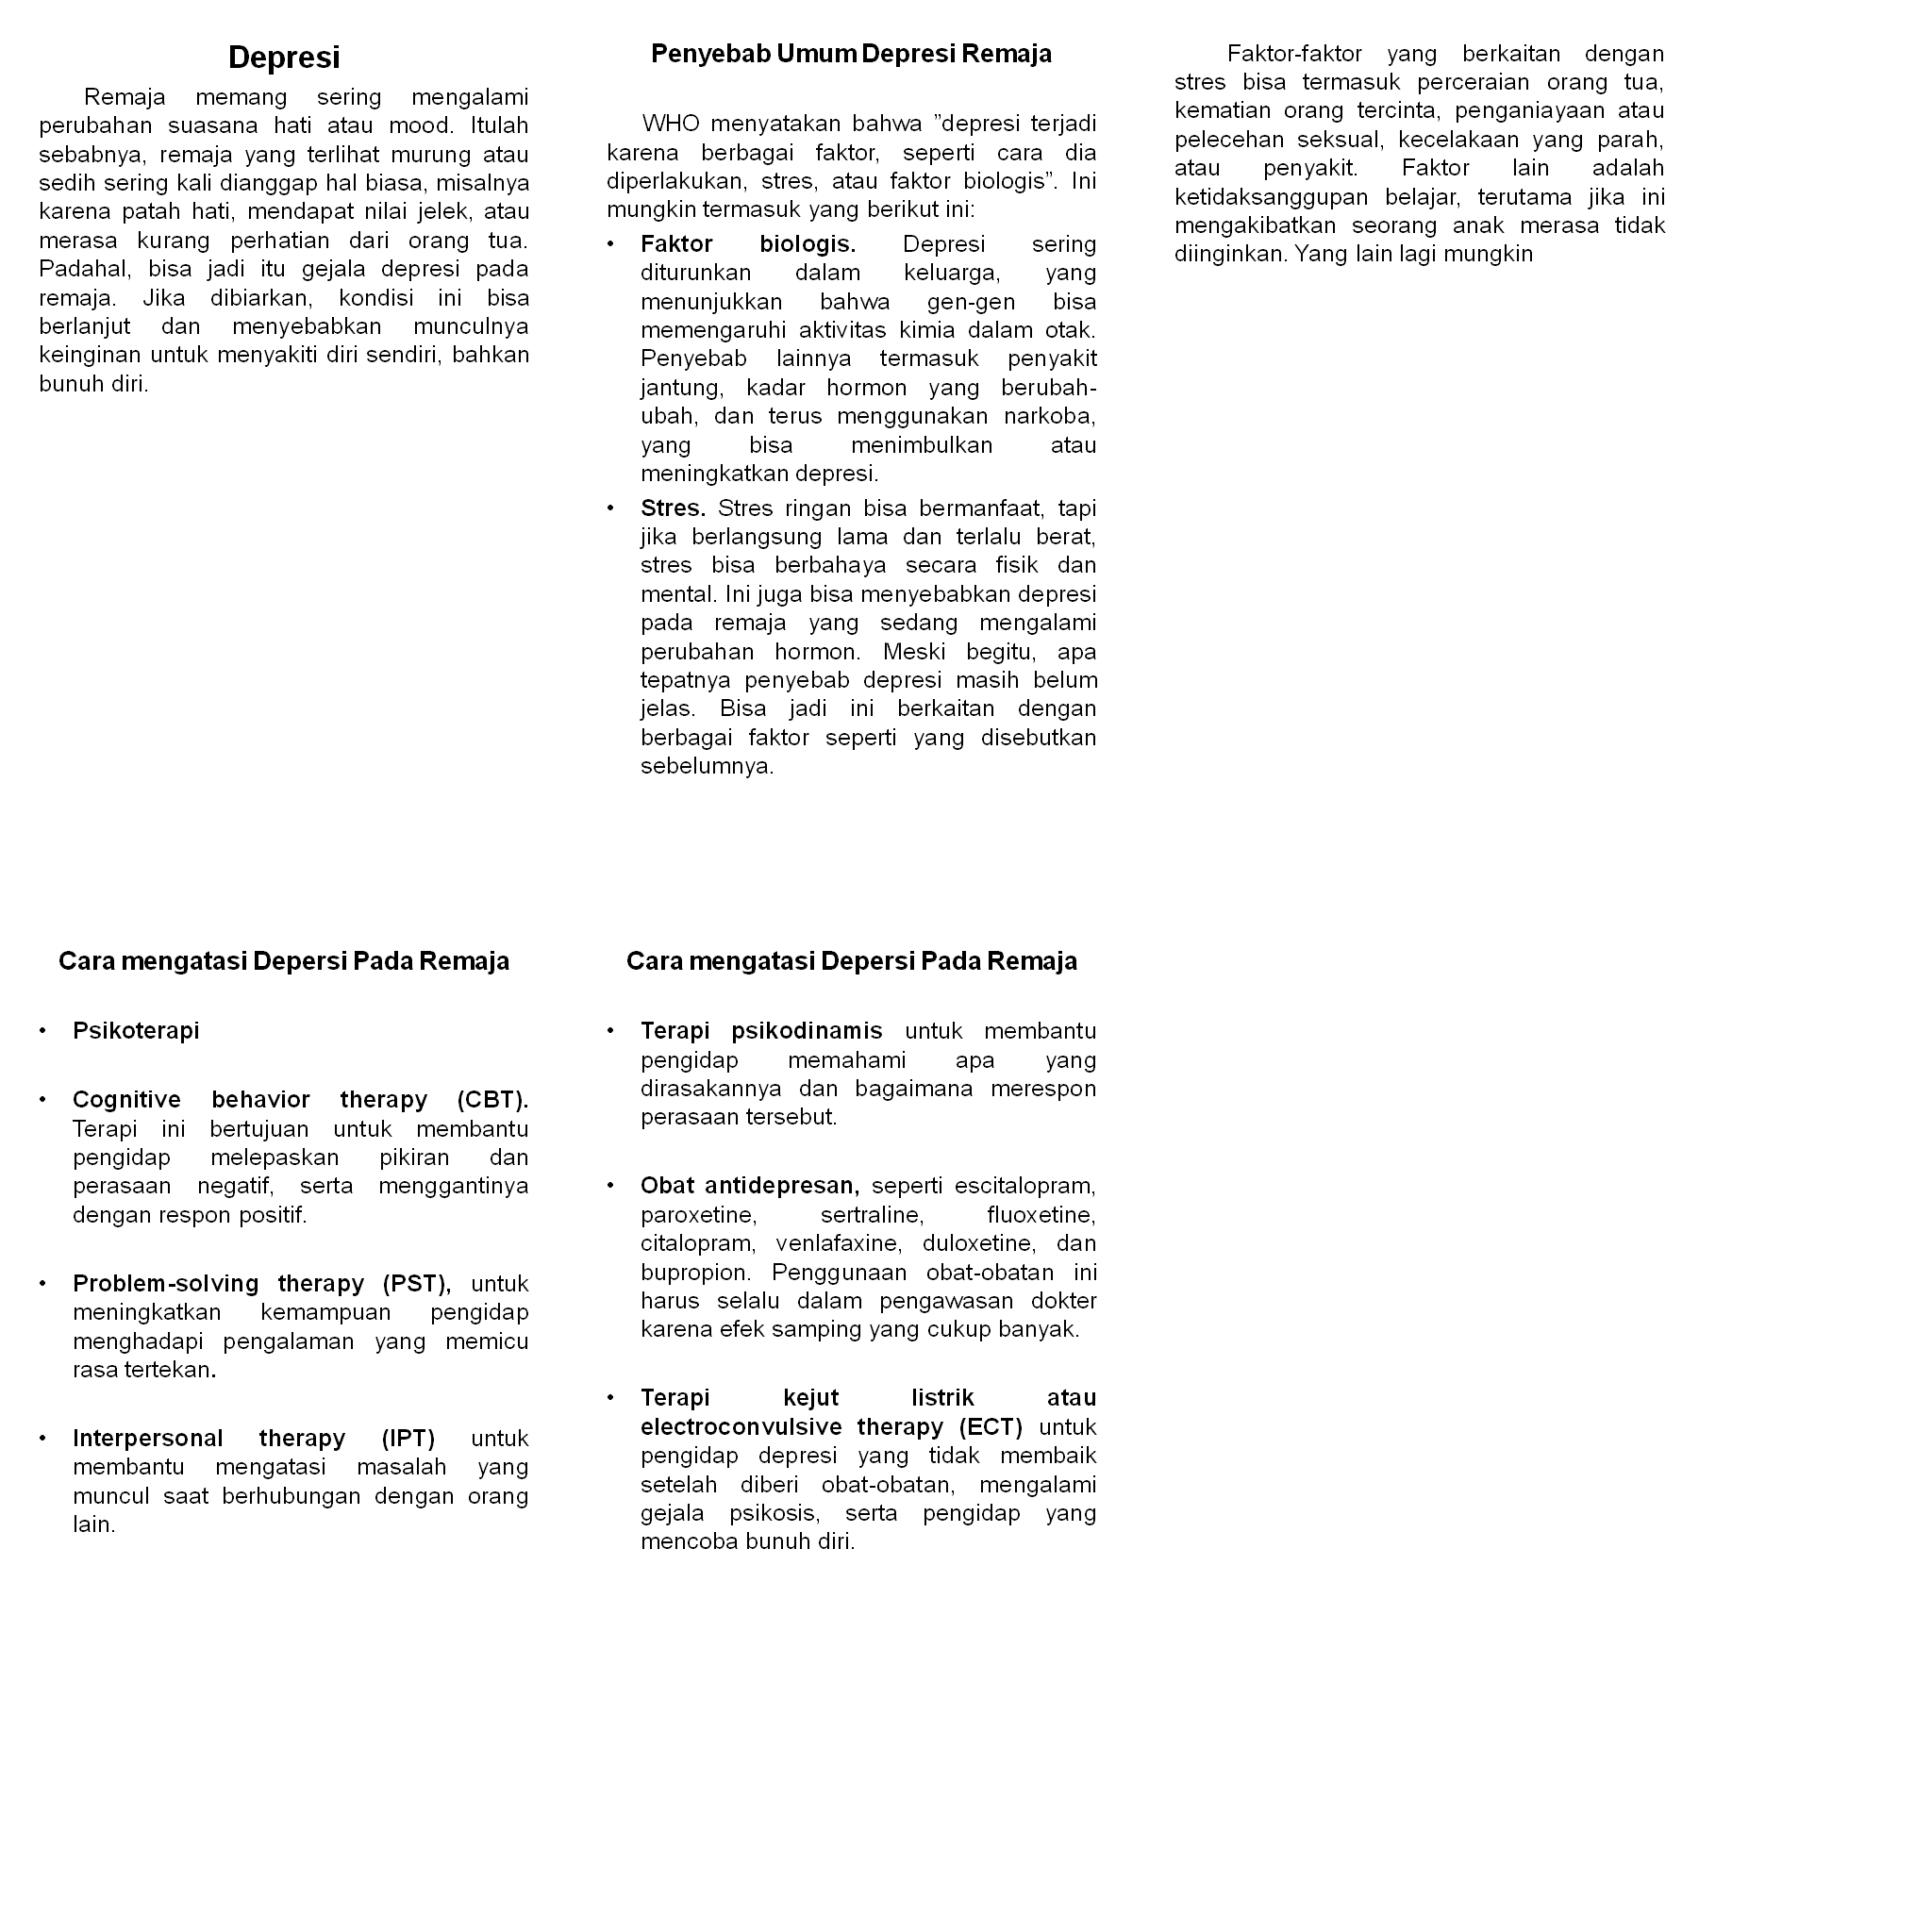 Depresi
Remaja memang sering mengalami
perubahan suasana hati atau mood. Itulah
sebabnya, remaja yang terlihat murung atau
sedih sering kali dianggap hal biasa, misalnya
karena patah hati, mendapat nilai jelek, atau
merasa kurang perhatian dari orang tua.
Padahal, bisa jadi itu gejala depresi pada
remaja. Jika dibiarkan, kondisi ini bisa
berlanjut dan menyebabkan munculnya
keinginan untuk menyakiti diri sendiri, bahkan
bunuh diri.
Penyebab Umum Depresi Remaja
WHO menyatakan bahwa ”depresi terjadi
karena berbagai faktor, seperti cara dia
diperlakukan, stres, atau faktor biologis”. Ini
mungkin termasuk yang berikut ini:
• Faktor biologis. Depresi sering
diturunkan dalam keluarga, yang
menunjukkan bahwa gen-gen bisa
memengaruhi aktivitas kimia dalam otak.
Penyebab lainnya termasuk penyakit
jantung, kadar hormon yang berubah-
ubah, dan terus menggunakan narkoba,
yang bisa menimbulkan atau
meningkatkan depresi.
• Stres. Stres ringan bisa bermanfaat, tapi
jika berlangsung lama dan terlalu berat,
stres bisa berbahaya secara fisik dan
mental. Ini juga bisa menyebabkan depresi
pada remaja yang sedang mengalami
perubahan hormon. Meski begitu, apa
tepatnya penyebab depresi masih belum
jelas. Bisa jadi ini berkaitan dengan
berbagai faktor seperti yang disebutkan
sebelumnya.
Faktor-faktor yang berkaitan dengan
stres bisa termasuk perceraian orang tua,
kematian orang tercinta, penganiayaan atau
pelecehan seksual, kecelakaan yang parah,
atau penyakit. Faktor lain adalah
ketidaksanggupan belajar, terutama jika ini
mengakibatkan seorang anak merasa tidak
diinginkan. Yang lain lagi mungkin
Cara mengatasi Depersi Pada Remaja
• Psikoterapi
• Cognitive behavior therapy (CBT).
Terapi ini bertujuan untuk membantu
pengidap melepaskan pikiran dan
perasaan negatif, serta menggantinya
dengan respon positif.
• Problem-solving therapy (PST), untuk
meningkatkan kemampuan pengidap
menghadapi pengalaman yang memicu
rasa tertekan.
• Interpersonal therapy (IPT) untuk
membantu mengatasi masalah yang
muncul saat berhubungan dengan orang
lain.
Cara mengatasi Depersi Pada Remaja
• Terapi psikodinamis untuk membantu
pengidap memahami apa yang
dirasakannya dan bagaimana merespon
perasaan tersebut.
• Obat antidepresan, seperti escitalopram,
paroxetine, sertraline, fluoxetine,
citalopram, venlafaxine, duloxetine, dan
bupropion. Penggunaan obat-obatan ini
harus selalu dalam pengawasan dokter
karena efek samping yang cukup banyak.
• Terapi kejut listrik atau
electroconvulsive therapy (ECT) untuk
pengidap depresi yang tidak membaik
setelah diberi obat-obatan, mengalami
gejala psikosis, serta pengidap yang
mencoba bunuh diri.